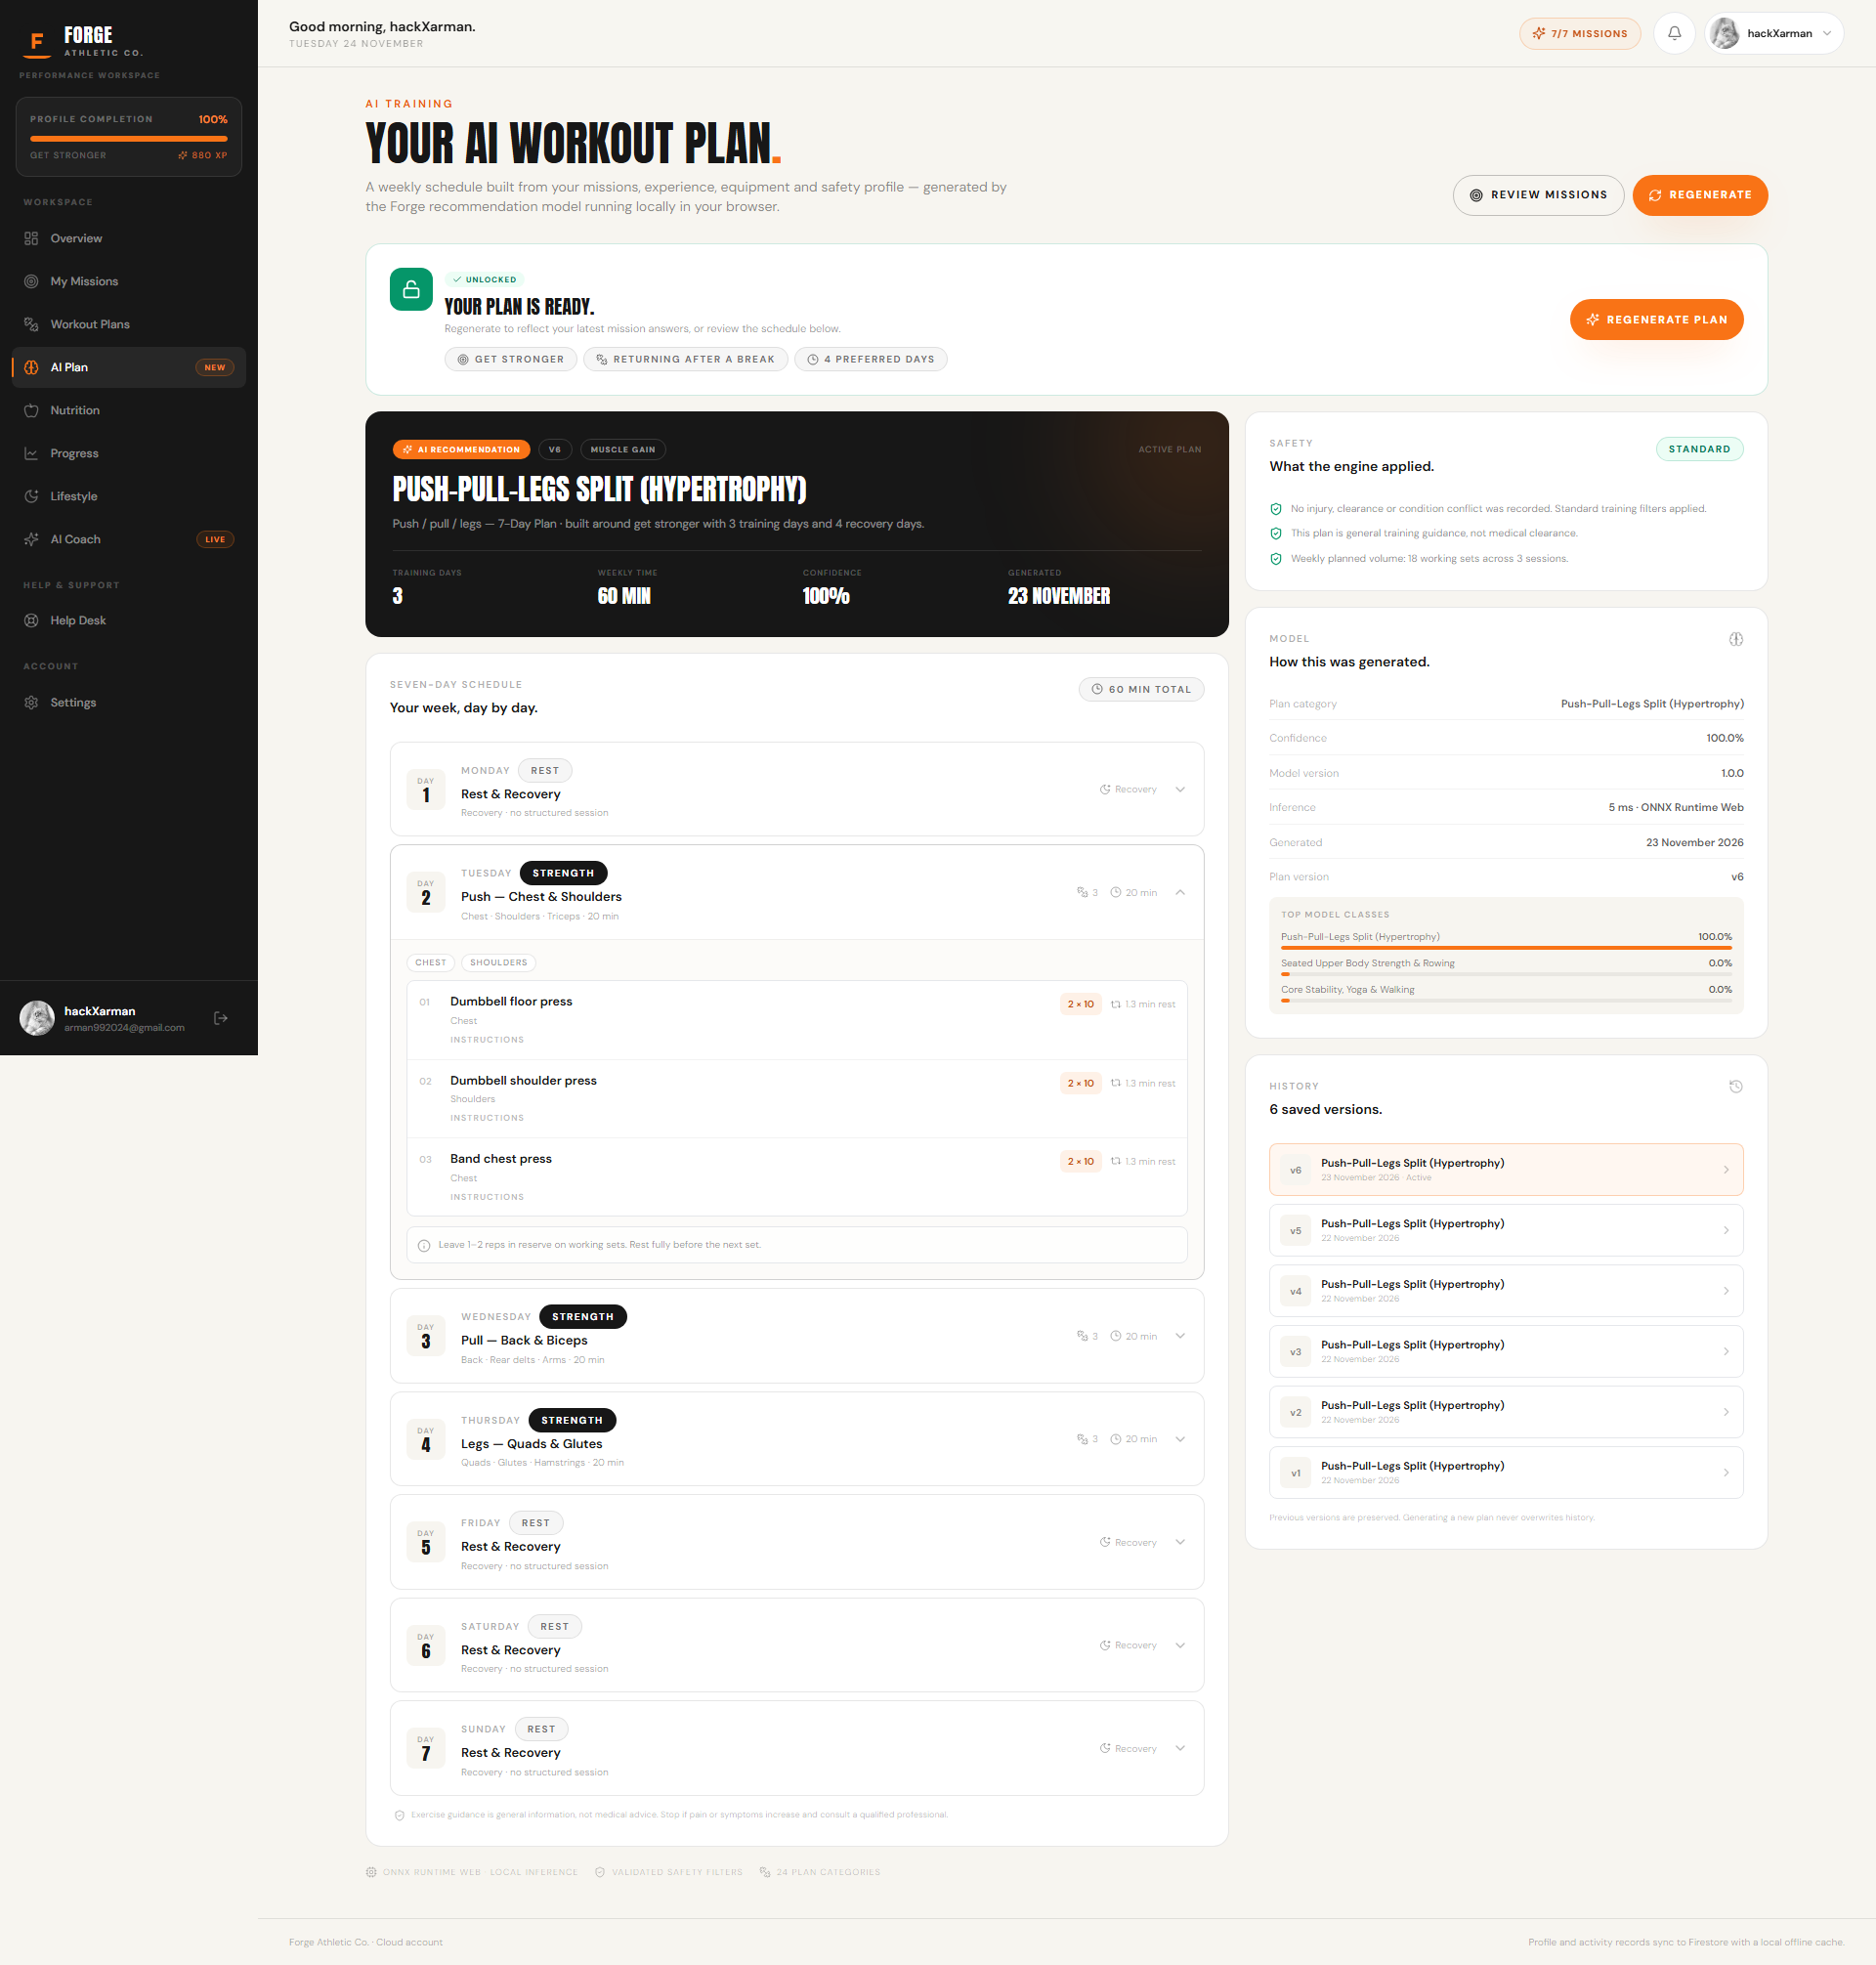 F
FORGE
ATHLETIC CO.
PERFORMANCE WORKSPACE
PROFILE COMPLETION 100%
GET STRONGER 880 XP
WORKSPACE
Overview
My Missions
Workout Plans
AI Plan NEW
Nutrition
Progress
Lifestyle
AI Coach LIVE
HELP & SUPPORT
Help Desk
ACCOUNT
Settings
hackXarman
arman992024@gmail.com
Good morning, hackXarman.
TUESDAY 24 NOVEMBER
7/7 MISSIONS
hackXarman
AI TRAINING
YOUR AI WORKOUT PLAN.
A weekly schedule built from your missions, experience, equipment and safety profile — generated by
the Forge recommendation model running locally in your browser.
REVIEW MISSIONS
REGENERATE
UNLOCKED
YOUR PLAN IS READY.
Regenerate to reflect your latest mission answers, or review the schedule below.
GET STRONGER RETURNING AFTER A BREAK 4 PREFERRED DAYS
REGENERATE PLAN
AI RECOMMENDATION V6 MUSCLE GAIN ACTIVE PLAN
PUSH-PULL-LEGS SPLIT (HYPERTROPHY)
Push / pull / legs — 7-Day Plan · built around get stronger with 3 training days and 4 recovery days.
TRAINING DAYS WEEKLY TIME CONFIDENCE GENERATED
3 60 MIN 100% 23 NOVEMBER
SEVEN-DAY SCHEDULE
Your week, day by day.
60 MIN TOTAL
DAY 1
MONDAY REST
Rest & Recovery
Recovery · no structured session
Recovery
DAY 2
TUESDAY STRENGTH
Push — Chest & Shoulders
Chest · Shoulders · Triceps · 20 min
3 20 min
CHEST SHOULDERS
01 Dumbbell floor press 2 × 10 1.3 min rest
Chest
INSTRUCTIONS
02 Dumbbell shoulder press 2 × 10 1.3 min rest
Shoulders
INSTRUCTIONS
03 Band chest press 2 × 10 1.3 min rest
Chest
INSTRUCTIONS
Leave 1–2 reps in reserve on working sets. Rest fully before the next set.
DAY 3
WEDNESDAY STRENGTH
Pull — Back & Biceps
Back · Rear delts · Arms · 20 min
3 20 min
DAY 4
THURSDAY STRENGTH
Legs — Quads & Glutes
Quads · Glutes · Hamstrings · 20 min
3 20 min
DAY 5
FRIDAY REST
Rest & Recovery
Recovery · no structured session
Recovery
DAY 6
SATURDAY REST
Rest & Recovery
Recovery · no structured session
Recovery
DAY 7
SUNDAY REST
Rest & Recovery
Recovery · no structured session
Recovery
Exercise guidance is general information, not medical advice. Stop if pain or symptoms increase and consult a qualified professional.
SAFETY
What the engine applied.
STANDARD
No injury, clearance or condition conflict was recorded. Standard training filters applied.
This plan is general training guidance, not medical clearance.
Weekly planned volume: 18 working sets across 3 sessions.
MODEL
How this was generated.
Plan category Push-Pull-Legs Split (Hypertrophy)
Confidence 100.0%
Model version 1.0.0
Inference 5 ms · ONNX Runtime Web
Generated 23 November 2026
Plan version v6
TOP MODEL CLASSES
Push-Pull-Legs Split (Hypertrophy) 100.0%
Seated Upper Body Strength & Rowing 0.0%
Core Stability, Yoga & Walking 0.0%
HISTORY
6 saved versions.
v6 Push-Pull-Legs Split (Hypertrophy)
23 November 2026 · Active
v5 Push-Pull-Legs Split (Hypertrophy)
22 November 2026
v4 Push-Pull-Legs Split (Hypertrophy)
22 November 2026
v3 Push-Pull-Legs Split (Hypertrophy)
22 November 2026
v2 Push-Pull-Legs Split (Hypertrophy)
22 November 2026
v1 Push-Pull-Legs Split (Hypertrophy)
22 November 2026
Previous versions are preserved. Generating a new plan never overwrites history.
ONNX RUNTIME WEB · LOCAL INFERENCE VALIDATED SAFETY FILTERS 24 PLAN CATEGORIES
Forge Athletic Co. · Cloud account
Profile and activity records sync to Firestore with a local offline cache.